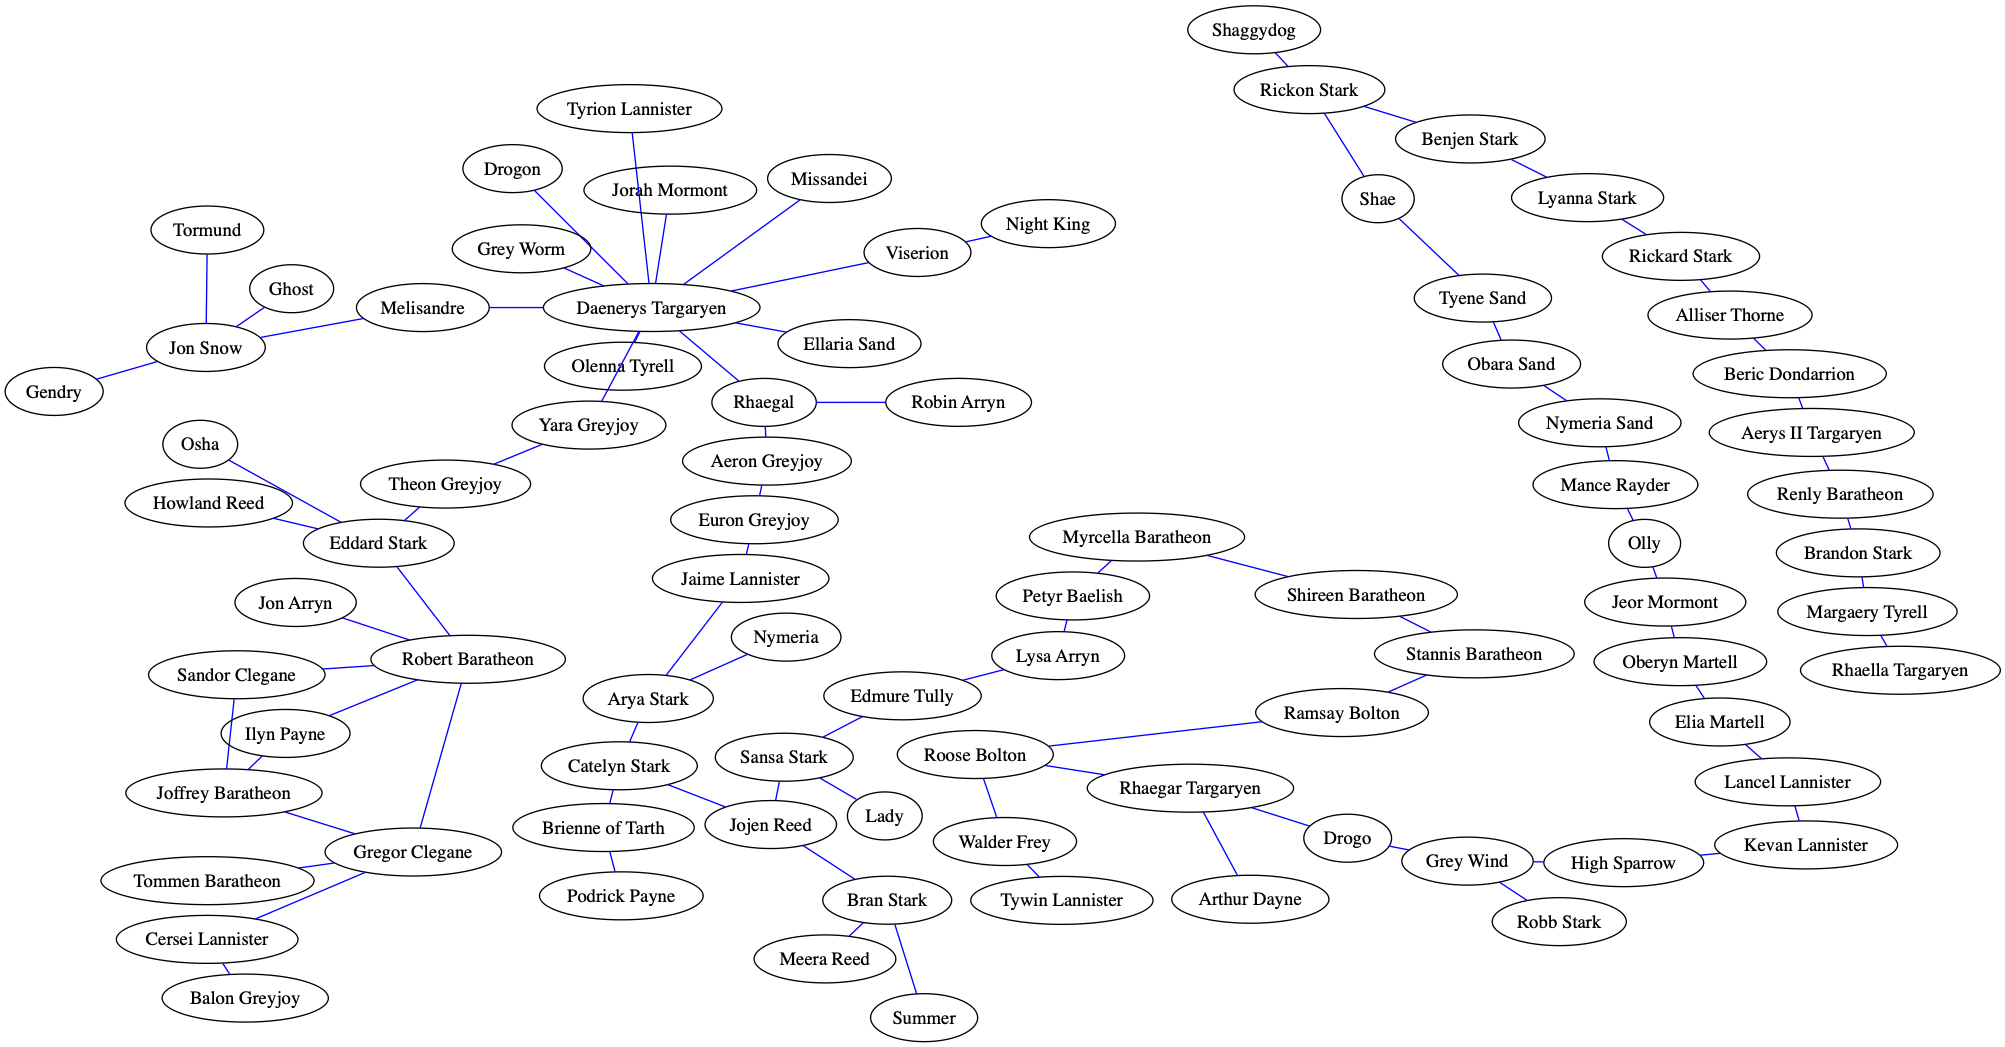 Shaggydog
Rickon Stark
Tyrion Lannister
Benjen Stark
Drogon
Missandei
Jorah Mormont
Lyanna Stark
Shae
Night King
Tormund
Grey Worm
Viserion
Rickard Stark
Ghost
Tyene Sand
Melisandre
Daenerys Targaryen
Alliser Thorne
Jon Snow
Ellaria Sand
Olenna Tyrell
Obara Sand
Beric Dondarrion
Gendry
Rhaegal
Robin Arryn
Yara Greyjoy
Nymeria Sand
Aerys II Targaryen
Osha
Aeron Greyjoy
Theon Greyjoy
Mance Rayder
Renly Baratheon
Howland Reed
Euron Greyjoy
Myrcella Baratheon
Eddard Stark
Olly
Brandon Stark
Jaime Lannister
Petyr Baelish
Shireen Baratheon
Jon Arryn
Jeor Mormont
Margaery Tyrell
Nymeria
Lysa Arryn
Stannis Baratheon
Robert Baratheon
Oberyn Martell
Rhaella Targaryen
Sandor Clegane
Arya Stark
Edmure Tully
Ramsay Bolton
Elia Martell
Ilyn Payne
Sansa Stark
Roose Bolton
Catelyn Stark
Lancel Lannister
Joffrey Baratheon
Rhaegar Targaryen
Lady
Brienne of Tarth
Jojen Reed
Walder Frey
Drogo
Kevan Lannister
Gregor Clegane
Grey Wind
High Sparrow
Tommen Baratheon
Podrick Payne
Bran Stark
Tywin Lannister
Arthur Dayne
Robb Stark
Cersei Lannister
Meera Reed
Balon Greyjoy
Summer